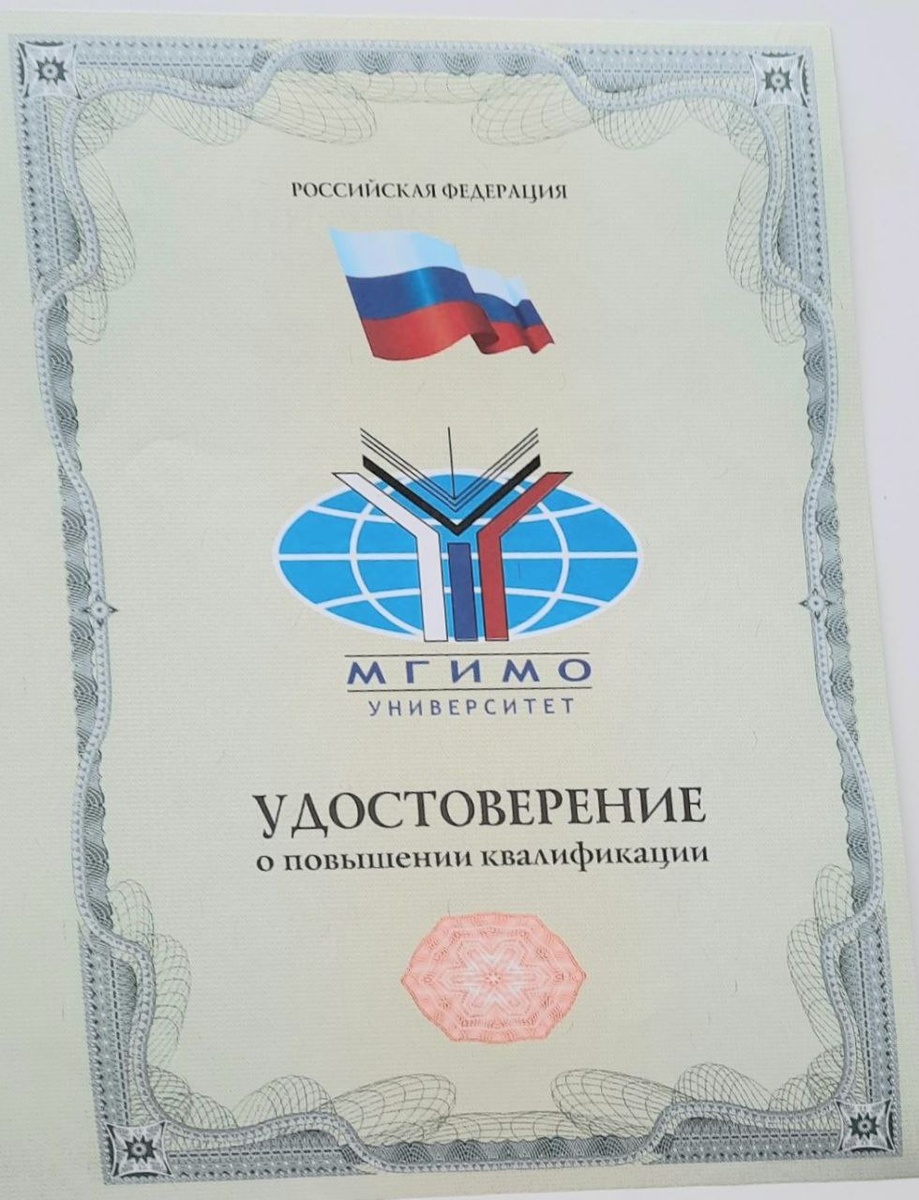 РОССИЙСКАЯ ФЕДЕРАЦИЯ
МГИМО
УНИВЕРСИТЕТ
УДОСТОВЕРЕНИЕ
о повышении квалификации